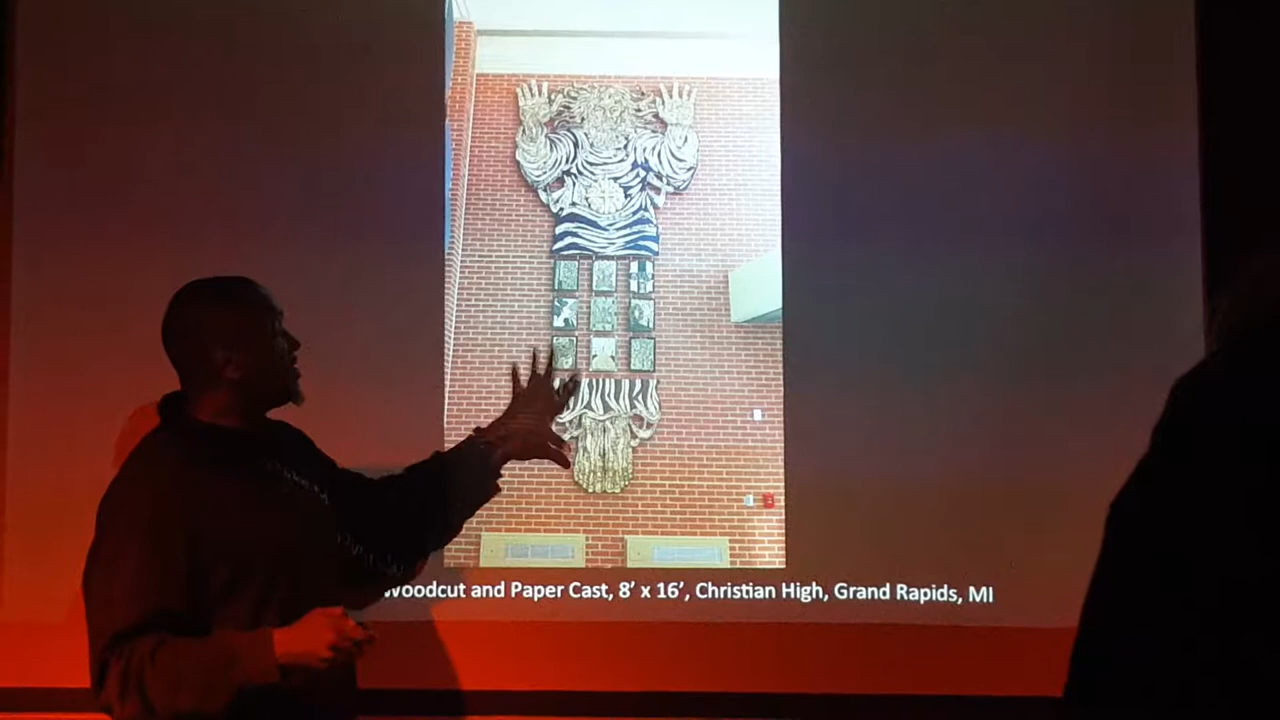 Woodcut and Paper Cast, 8' x 16', Christian High, Grand Rapids, MI